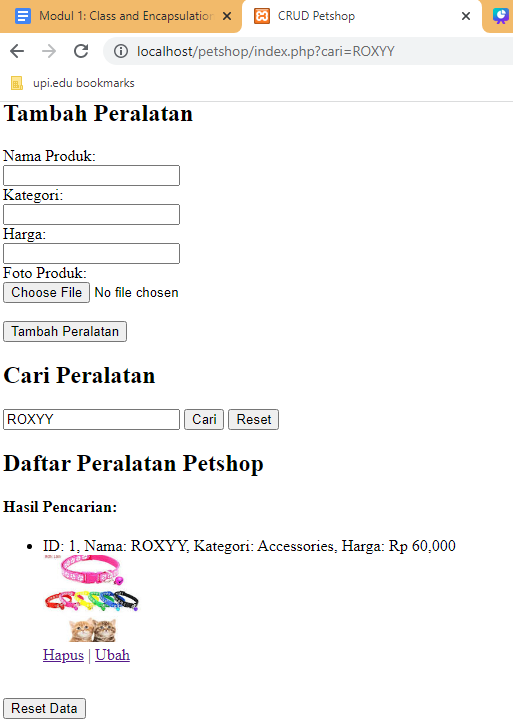 Modul 1: Class and Encapsulation
CRUD Petshop
localhost/petshop/index.php?cari=ROXYY
upi.edu bookmarks
Tambah Peralatan
Nama Produk:
Kategori:
Harga:
Foto Produk:
Choose File No file chosen
Tambah Peralatan
Cari Peralatan
ROXYY Cari Reset
Daftar Peralatan Petshop
Hasil Pencarian:
ID: 1, Nama: ROXYY, Kategori: Accessories, Harga: Rp 60,000
Hapus | Ubah
Reset Data